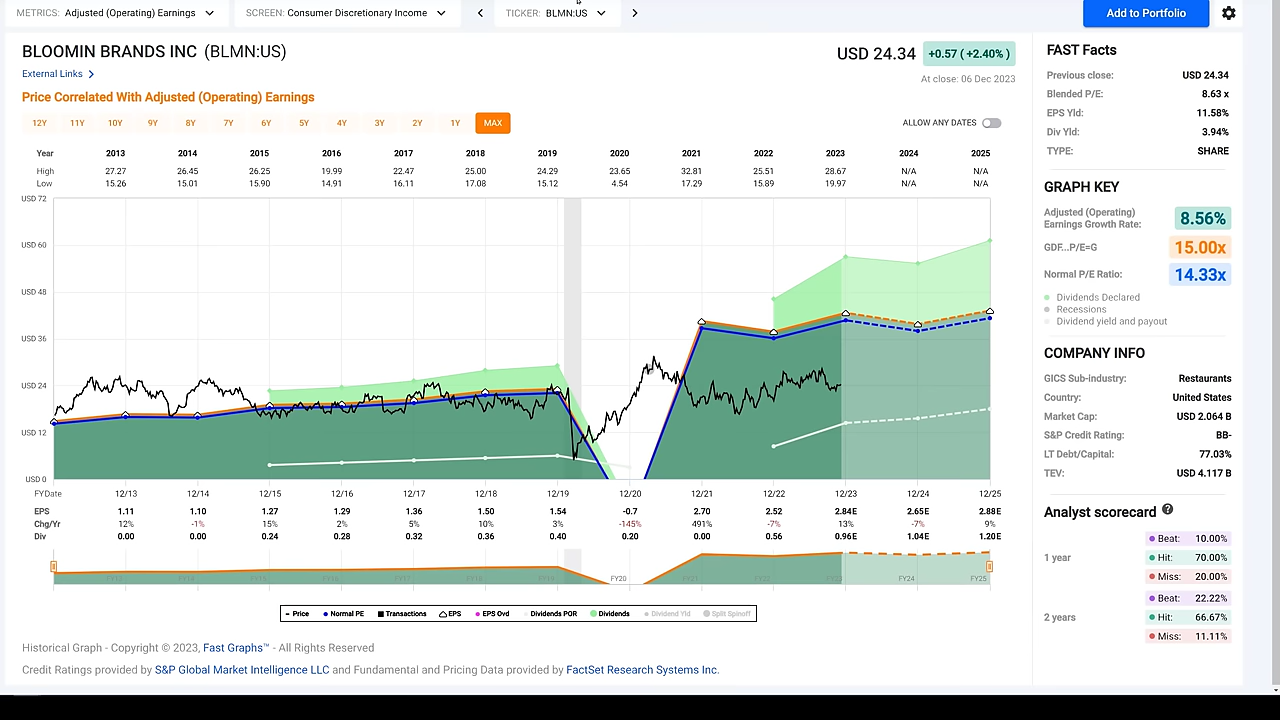 METRICS: Adjusted (Operating) Earnings SCREEN: Consumer Discretionary Income TICKER: BLMN:US Add to Portfolio
BLOOMIN BRANDS INC (BLMN:US) USD 24.34 +0.57 ( +2.40% )
External Links At close: 06 Dec 2023
Price Correlated With Adjusted (Operating) Earnings
12Y 11Y 10Y 9Y 8Y 7Y 6Y 5Y 4Y 3Y 2Y 1Y MAX ALLOW ANY DATES
Year 2013 2014 2015 2016 2017 2018 2019 2020 2021 2022 2023 2024 2025
High 27.27 26.45 26.25 19.99 22.47 25.00 24.29 23.65 32.81 25.51 28.67 N/A N/A
Low 15.26 15.01 15.90 14.91 16.11 17.08 15.12 4.54 17.29 15.89 19.97 N/A N/A
USD 72
USD 60
USD 48
USD 36
USD 24
USD 12
USD 0
FYDate 12/13 12/14 12/15 12/16 12/17 12/18 12/19 12/20 12/21 12/22 12/23 12/24 12/25
EPS 1.11 1.10 1.27 1.29 1.36 1.50 1.54 -0.7 2.70 2.52 2.84E 2.65E 2.88E
Chg/Yr 12% -1% 15% 2% 5% 10% 3% -145% 491% -7% 13% -7% 9%
Div 0.00 0.00 0.24 0.28 0.32 0.36 0.40 0.20 0.00 0.56 0.96E 1.04E 1.20E
FY13 FY14 FY15 FY16 FY17 FY18 FY19 FY20 FY21 FY22 FY23 FY24 FY25
Price Normal PE Transactions EPS EPS Ovd Dividends POR Dividends Dividend Yld Split Spinoff
Historical Graph - Copyright © 2023, Fast Graphs™ - All Rights Reserved
Credit Ratings provided by S&P Global Market Intelligence LLC and Fundamental and Pricing Data provided by FactSet Research Systems Inc.
FAST Facts
Previous close: USD 24.34
Blended P/E: 8.63 x
EPS Yld: 11.58%
Div Yld: 3.94%
TYPE: SHARE
GRAPH KEY
Adjusted (Operating)
Earnings Growth Rate: 8.56%
GDF...P/E=G 15.00x
Normal P/E Ratio: 14.33x
Dividends Declared
Recessions
Dividend yield and payout
COMPANY INFO
GICS Sub-industry: Restaurants
Country: United States
Market Cap: USD 2.064 B
S&P Credit Rating: BB-
LT Debt/Capital: 77.03%
TEV: USD 4.117 B
Analyst scorecard ?
Beat: 10.00%
1 year Hit: 70.00%
Miss: 20.00%
Beat: 22.22%
2 years Hit: 66.67%
Miss: 11.11%